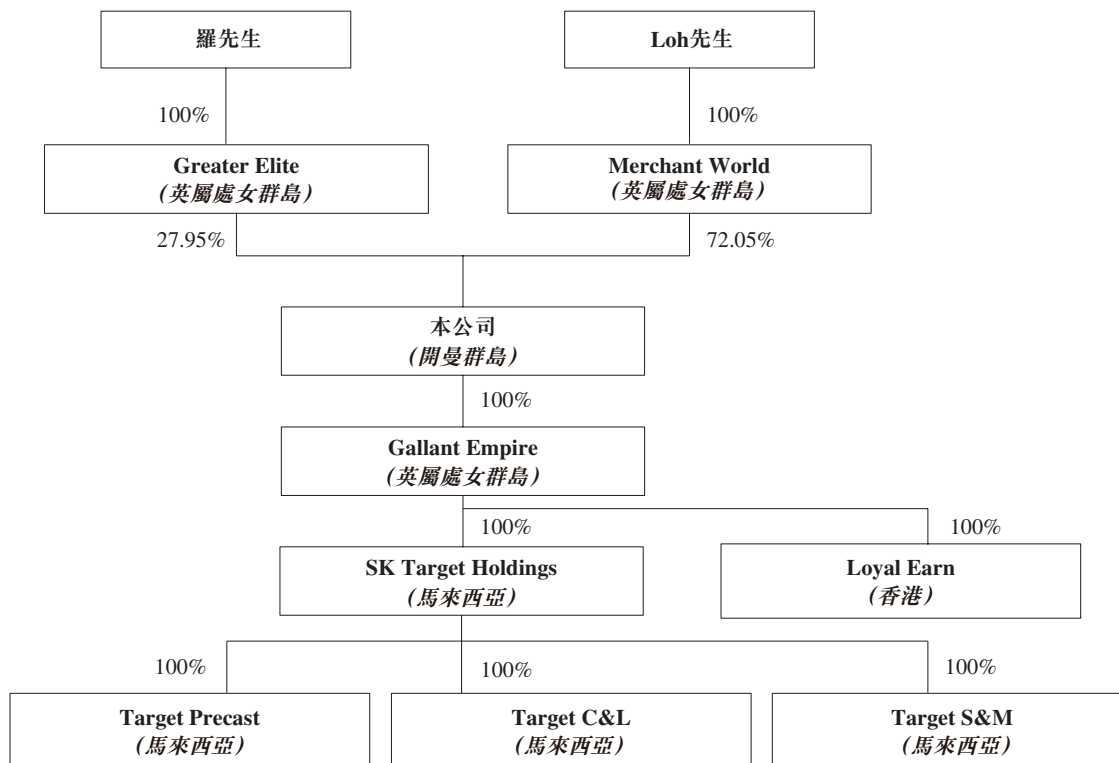 羅先生
Loh先生
100%
100%
Greater Elite
(英屬處女群島)
Merchant World
(英屬處女群島)
27.95%
72.05%
本公司
(開曼群島)
100%
Gallant Empire
(英屬處女群島)
100%
100%
SK Target Holdings
(馬來西亞)
Loyal Earn
(香港)
100%
100%
100%
Target Precast
(馬來西亞)
Target C&L
(馬來西亞)
Target S&M
(馬來西亞)